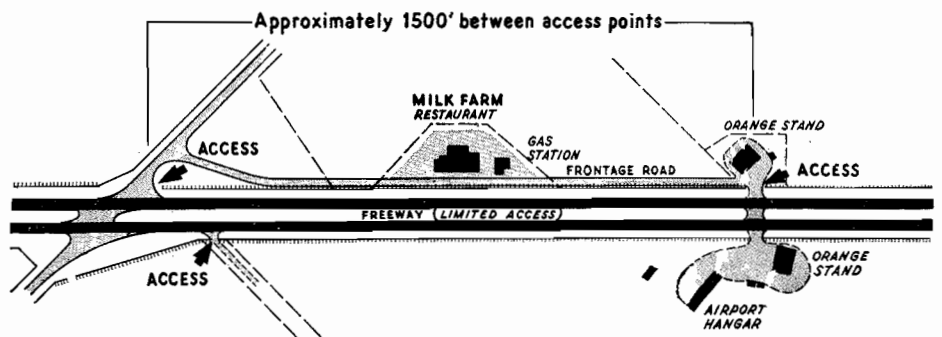 Approximately 1500' between access points
MILK FARM
RESTAURANT
GAS
STATION
ORANGE STAND
ACCESS
ACCESS
FRONTAGE ROAD
FREEWAY (LIMITED ACCESS)
ACCESS
ORANGE
STAND
AIRPORT
HANGAR